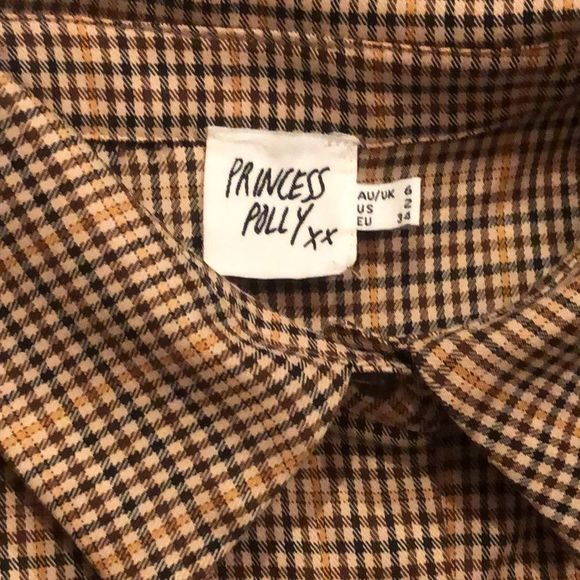 PRINCESS
POLLY xx
AU/UK 6
US 2
EU 34